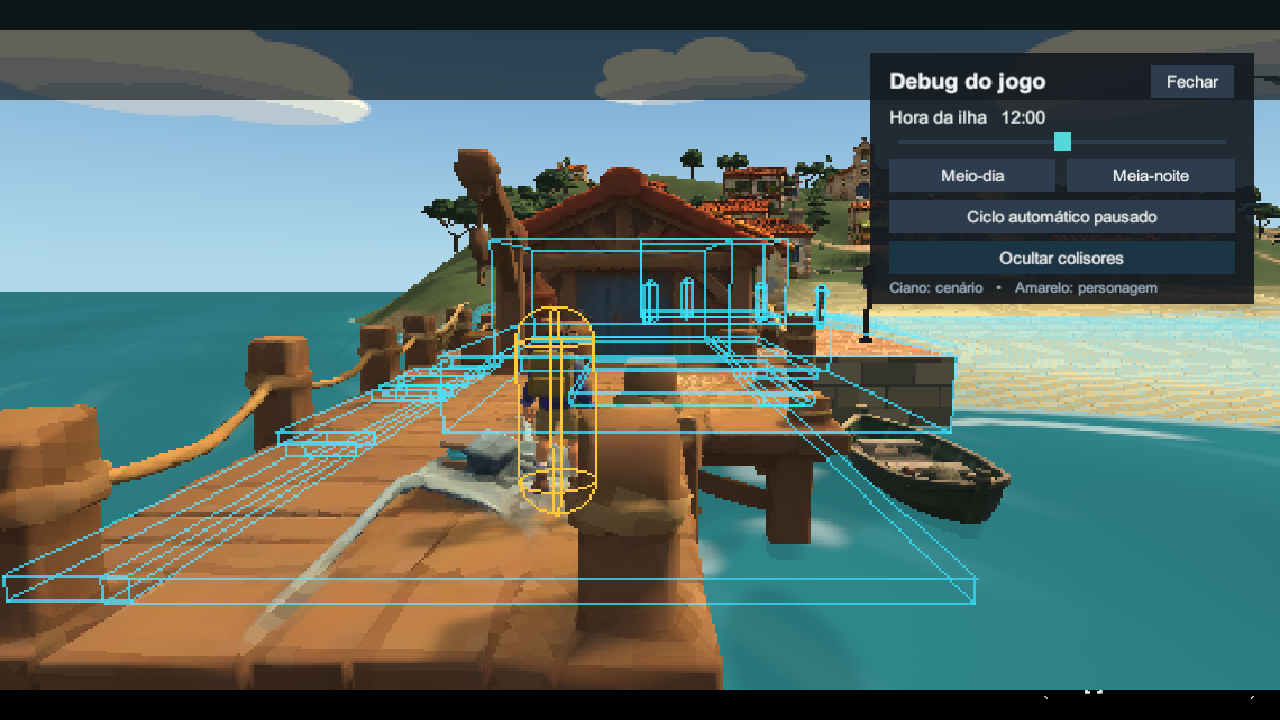 Debug do jogo
Fechar
Hora da ilha 12:00
Meio-dia
Meia-noite
Ciclo automático pausado
Ocultar colisores
Ciano: cenário • Amarelo: personagem